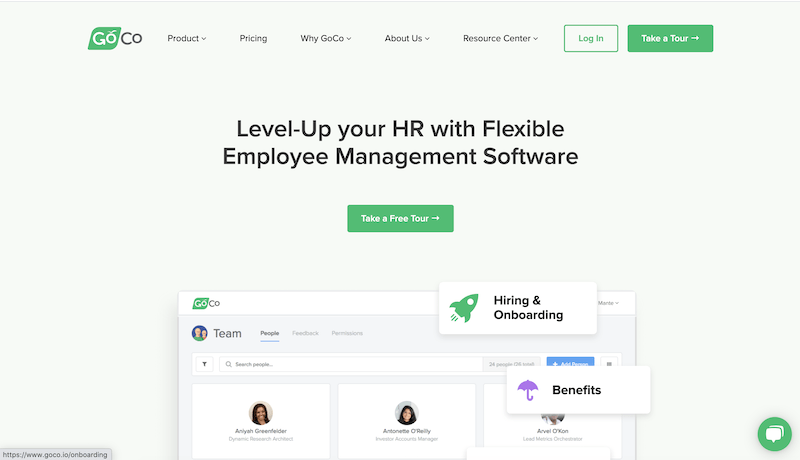 GoCo
Product
Pricing
Why GoCo
About Us
Resource Center
Log In
Take a Tour →
Level-Up your HR with Flexible
Employee Management Software
Take a Free Tour →
GoCo
Hiring &
Onboarding
Team
People
Feedback
Permissions
Search people...
24 people (26 total)
+ Add People
Benefits
Aniyah Greenfelder
Dynamic Research Architect
Antonette O'Reilly
Investor Accounts Manager
Arvel O'Kon
Lead Metrics Orchestrator
https://www.goco.io/onboarding